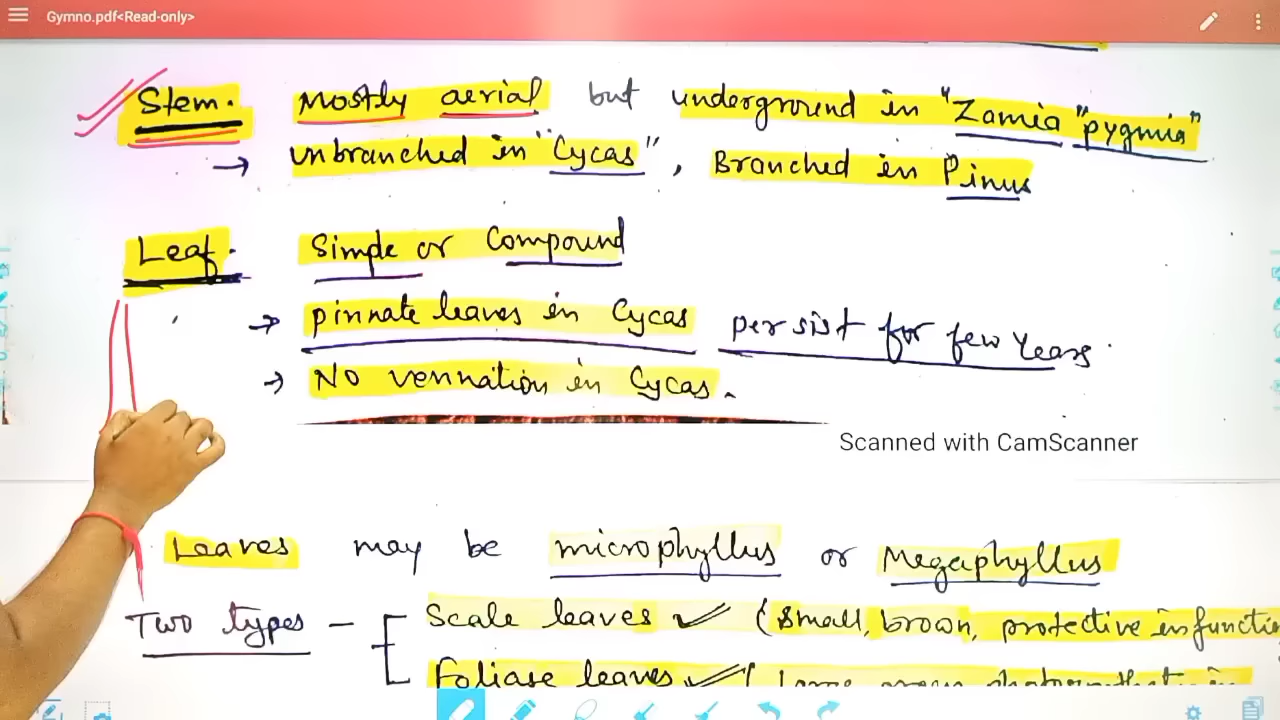 Gymno.pdf<Read-only>
Stem. Mostly aerial but underground in "Zamia "pygmia"
→ unbranched in "Cycas", Branched in Pinus
Leaf. Simple or Compound
→ pinnate leaves in Cycas persist for few Years.
→ No vennation in Cycas.
Scanned with CamScanner
Leaves may be microphyllus or Megaphyllus
Two types - Scale leaves ✓ (small, brown, protective in functio
Foliase leaves ✓ (